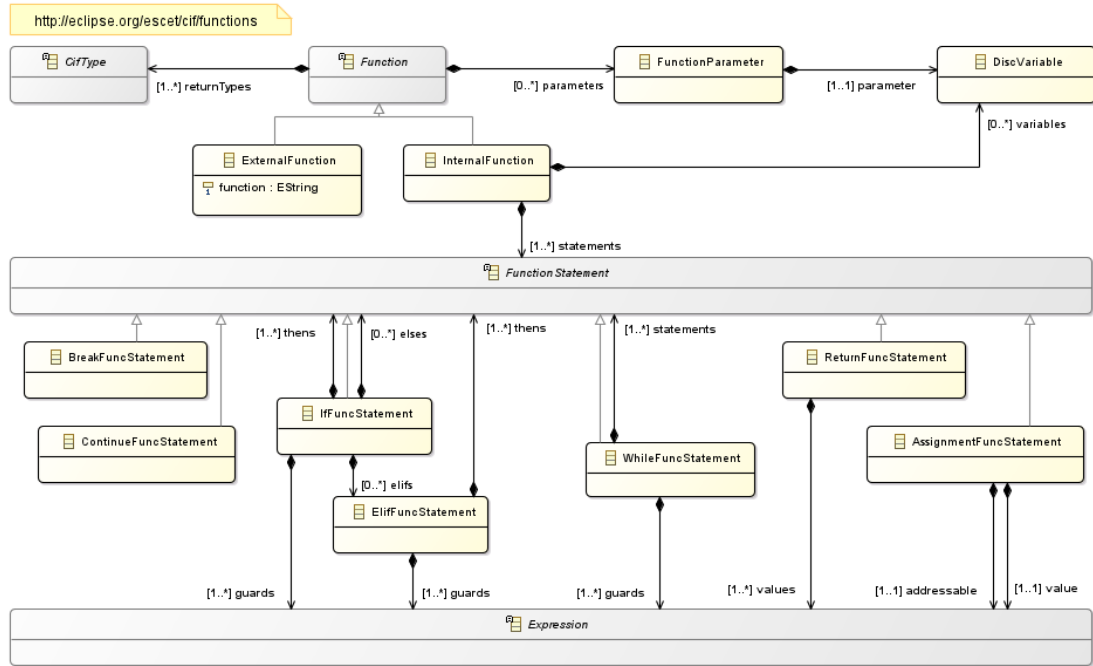 http://eclipse.org/escet/cif/functions
CifType
Function
FunctionParameter
DiscVariable
[1..*] returnTypes
[0..*] parameters
[1..1] parameter
[0..*] variables
ExternalFunction
function : EString
InternalFunction
[1..*] statements
FunctionStatement
[1..*] thens
[0..*] elses
[1..*] thens
[1..*] statements
BreakFuncStatement
ReturnFuncStatement
IfFuncStatement
ContinueFuncStatement
AssignmentFuncStatement
WhileFuncStatement
[0..*] elifs
ElifFuncStatement
[1..*] guards
[1..*] guards
[1..*] guards
[1..*] values
[1..1] addressable
[1..1] value
Expression